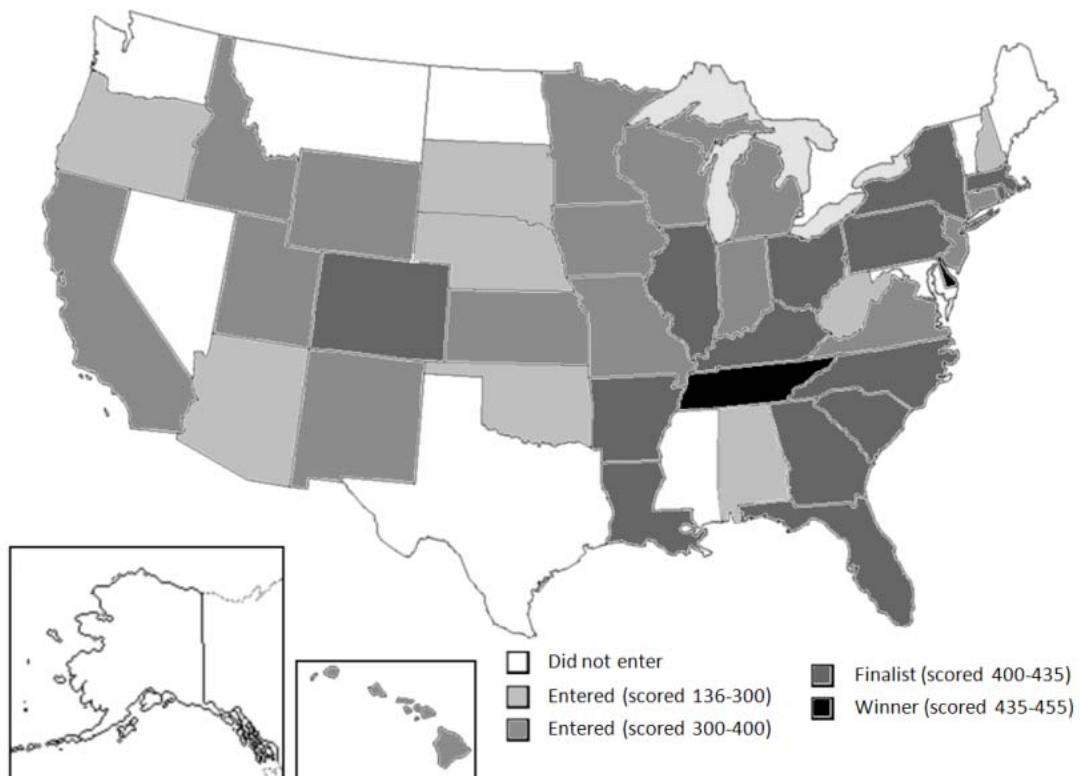 Did not enter
Entered (scored 136-300)
Entered (scored 300-400)
Finalist (scored 400-435)
Winner (scored 435-455)